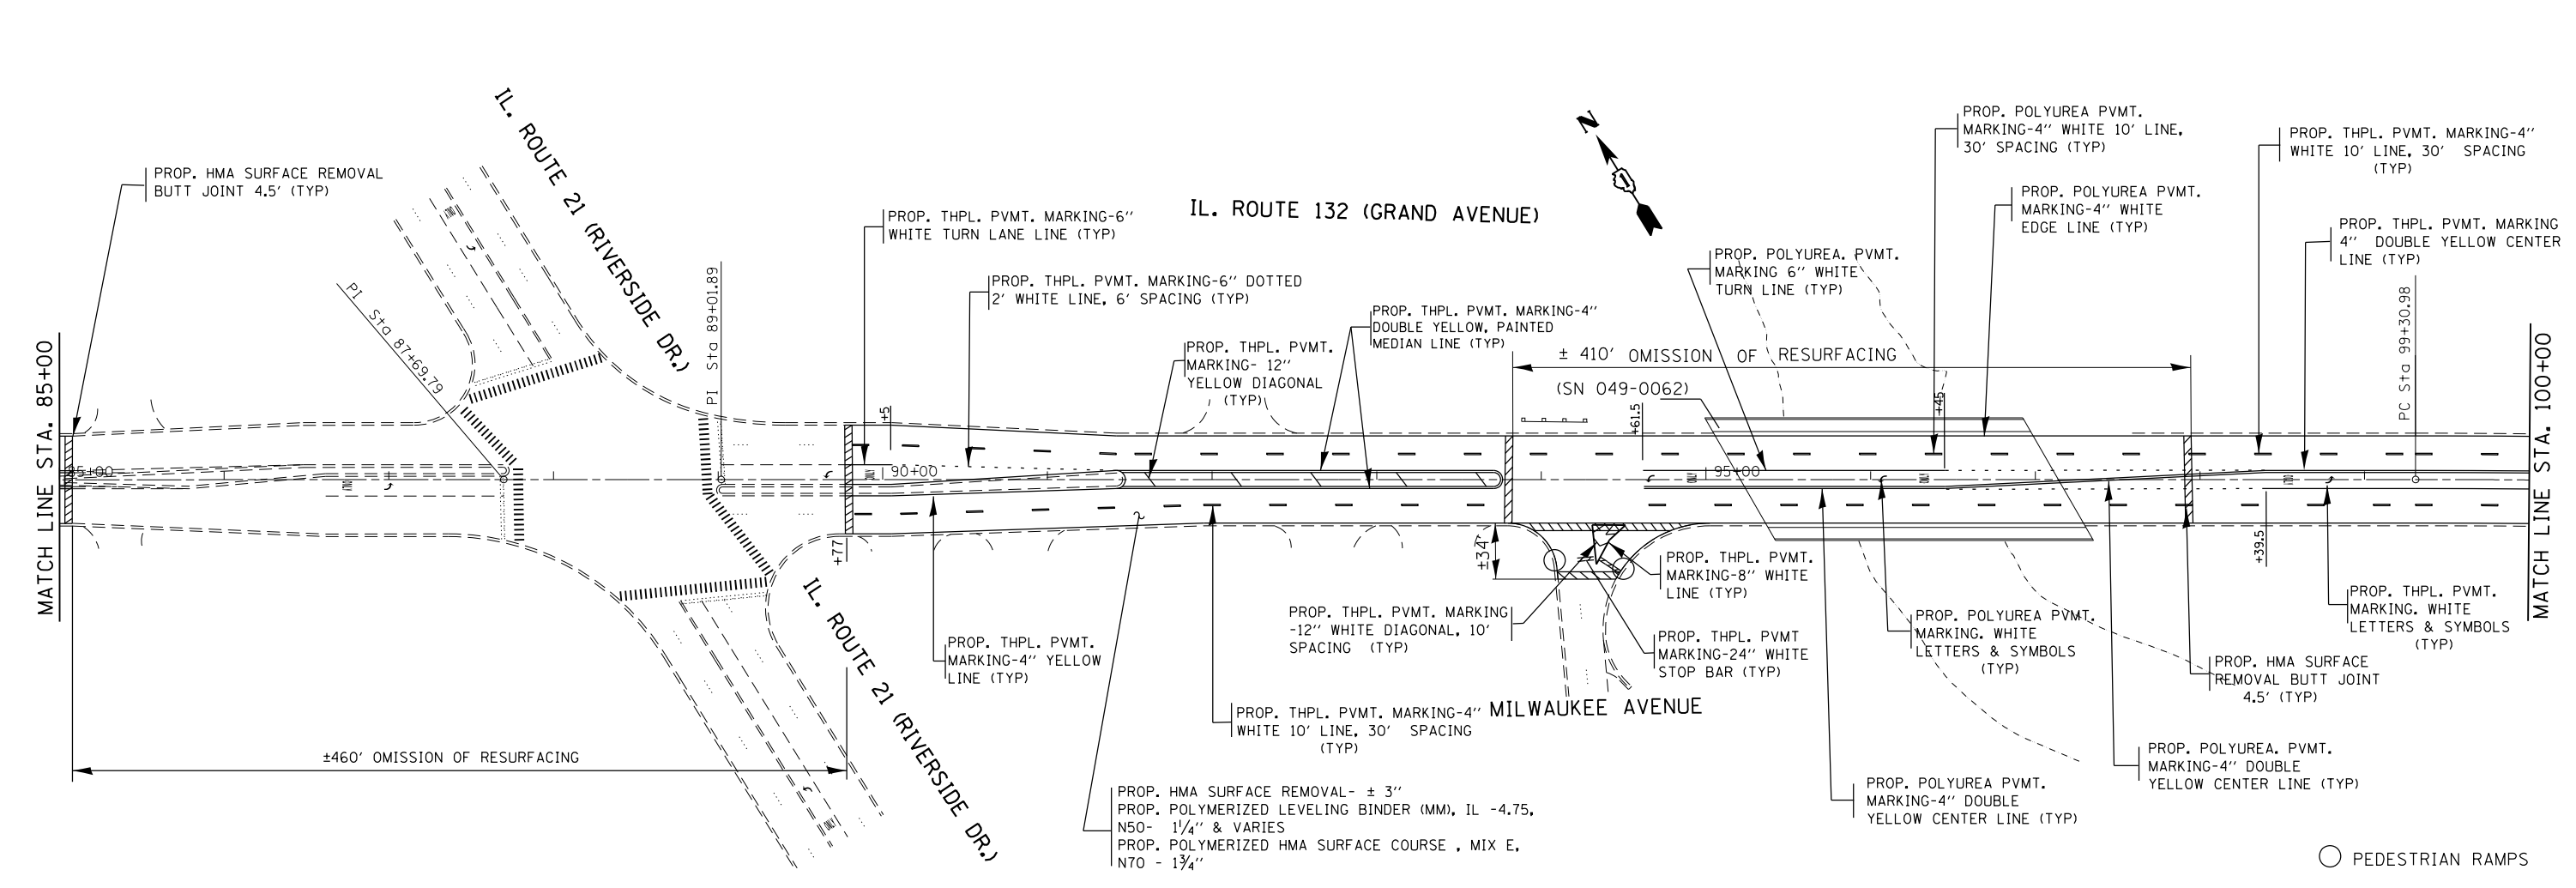 PROP. HMA SURFACE REMOVAL
BUTT JOINT 4.5' (TYP)
MATCH LINE STA. 85+00
85+00
ONLY
PI Sta 87+69.79
IL. ROUTE 21 (RIVERSIDE DR.)
ONLY
PI Sta 89+01.89
PROP. THPL. PVMT. MARKING-6"
WHITE TURN LANE LINE (TYP)
PROP. THPL. PVMT. MARKING-6" DOTTED
2' WHITE LINE, 6' SPACING (TYP)
IL. ROUTE 132 (GRAND AVENUE)
PROP. THPL. PVMT.
MARKING- 12"
YELLOW DIAGONAL
(TYP)
PROP. THPL. PVMT. MARKING-4"
DOUBLE YELLOW, PAINTED
MEDIAN LINE (TYP)
N
± 410' OMISSION OF RESURFACING
(SN 049-0062)
PROP. POLYUREA. PVMT.
MARKING 6" WHITE
TURN LINE (TYP)
PROP. POLYUREA PVMT.
MARKING-4" WHITE 10' LINE,
30' SPACING (TYP)
PROP. POLYUREA PVMT.
MARKING-4" WHITE
EDGE LINE (TYP)
PROP. THPL. PVMT. MARKING-4"
WHITE 10' LINE, 30' SPACING
(TYP)
PROP. THPL. PVMT. MARKING
4" DOUBLE YELLOW CENTER
LINE (TYP)
PC Sta 99+30.98
MATCH LINE STA. 100+00
+5
ONLY
90+00
+61.5
ONLY
95+00
+45
ONLY
ONLY
+77
±34'
+39.5
PROP. THPL. PVMT.
MARKING-8" WHITE
LINE (TYP)
PROP. THPL. PVMT. MARKING
-12" WHITE DIAGONAL, 10'
SPACING (TYP)
PROP. THPL. PVMT
MARKING-24" WHITE
STOP BAR (TYP)
PROP. POLYUREA PVMT.
MARKING. WHITE
LETTERS & SYMBOLS
(TYP)
PROP. THPL. PVMT.
MARKING. WHITE
LETTERS & SYMBOLS
(TYP)
PROP. HMA SURFACE
REMOVAL BUTT JOINT
4.5' (TYP)
IL. ROUTE 21 (RIVERSIDE DR.)
ONLY
PROP. THPL. PVMT.
MARKING-4" YELLOW
LINE (TYP)
PROP. THPL. PVMT. MARKING-4"
WHITE 10' LINE, 30' SPACING
(TYP)
MILWAUKEE AVENUE
±460' OMISSION OF RESURFACING
PROP. POLYUREA. PVMT.
MARKING-4" DOUBLE
YELLOW CENTER LINE (TYP)
PROP. POLYUREA PVMT.
MARKING-4" DOUBLE
YELLOW CENTER LINE (TYP)
PROP. HMA SURFACE REMOVAL- ± 3"
PROP. POLYMERIZED LEVELING BINDER (MM), IL -4.75,
N50- 1 1/4" & VARIES
PROP. POLYMERIZED HMA SURFACE COURSE , MIX E,
N70 - 1 3/4"
PEDESTRIAN RAMPS